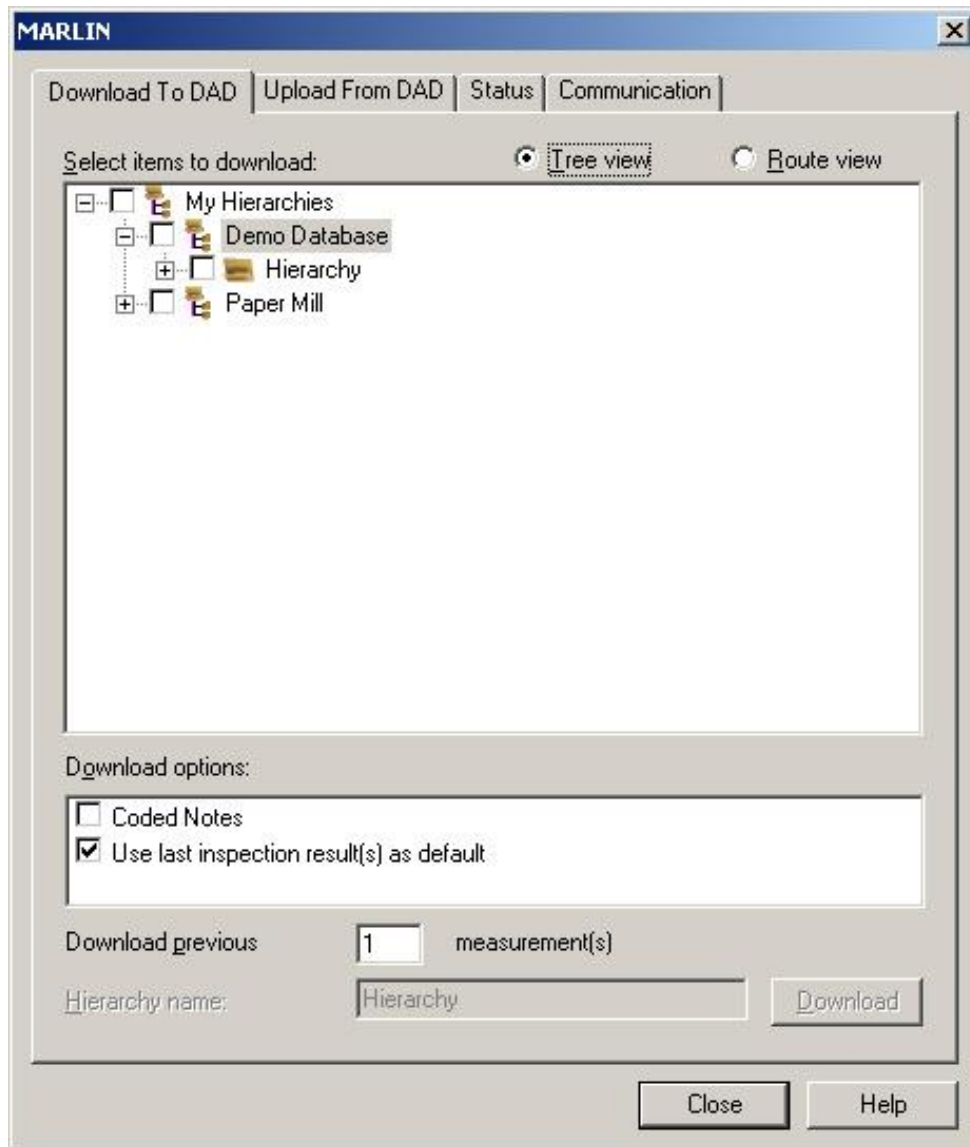 MARLIN
Download To DAD Upload From DAD Status Communication
Select items to download: Tree view Route view
My Hierarchies
Demo Database
Hierarchy
Paper Mill
Download options:
Coded Notes
Use last inspection result(s) as default
Download previous 1 measurement(s)
Hierarchy name: Hierarchy Download
Close Help